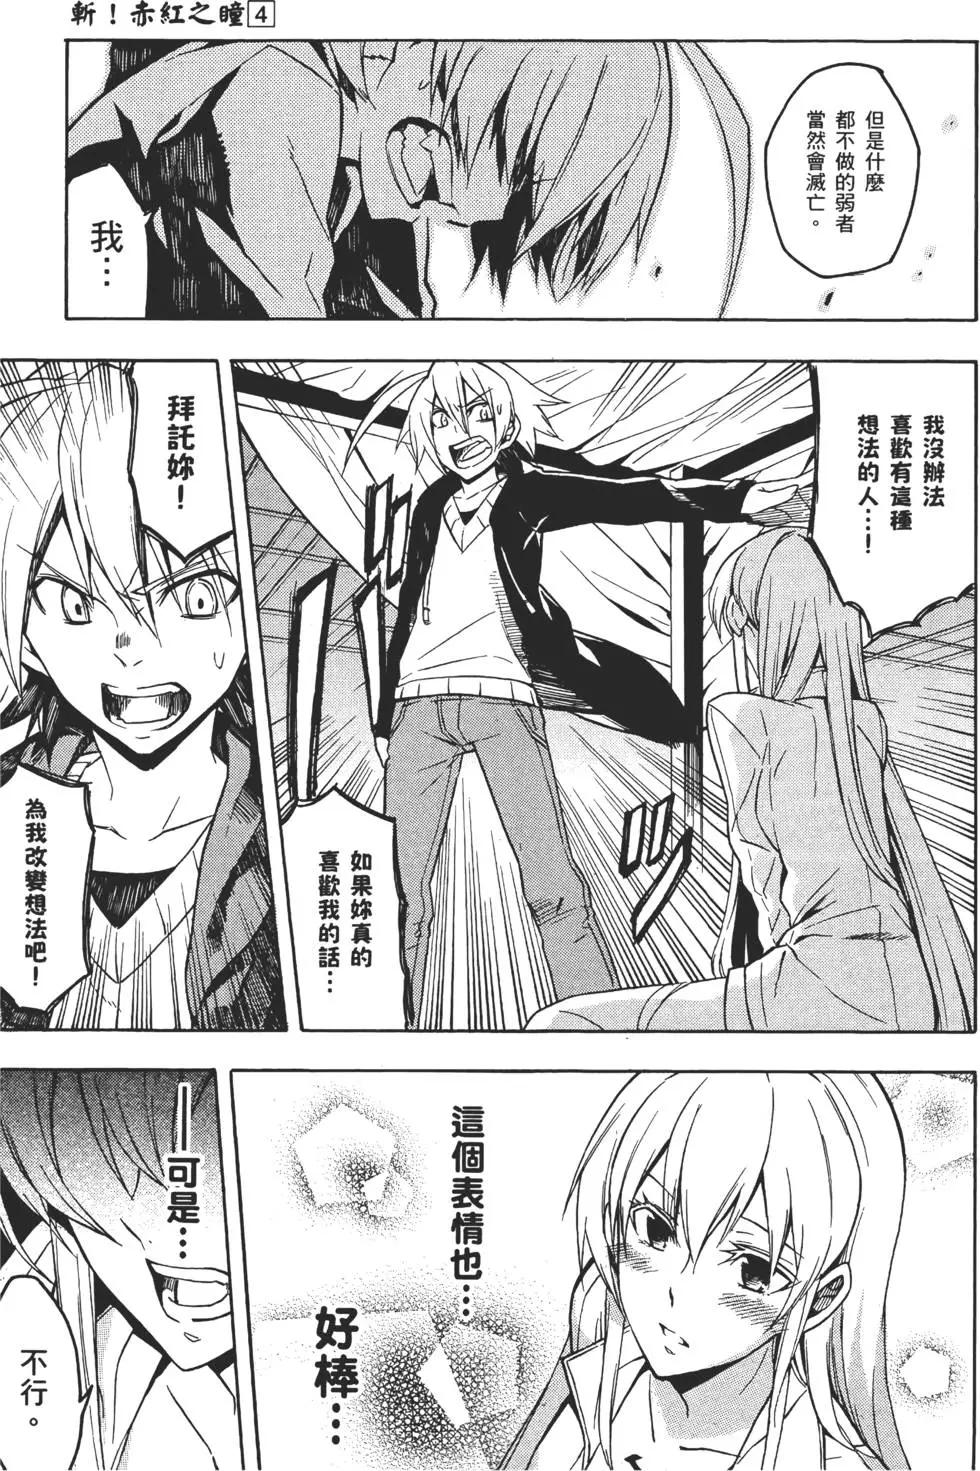 斬！赤紅之瞳4
但是什麼
都不做的弱者
當然會滅亡。
我…
我沒辦法
喜歡有這種
想法的人…！
如果妳真的
喜歡我的話…
拜託妳！
為我改變想法吧！
這個表情也…
好棒…
──可是…
不行。